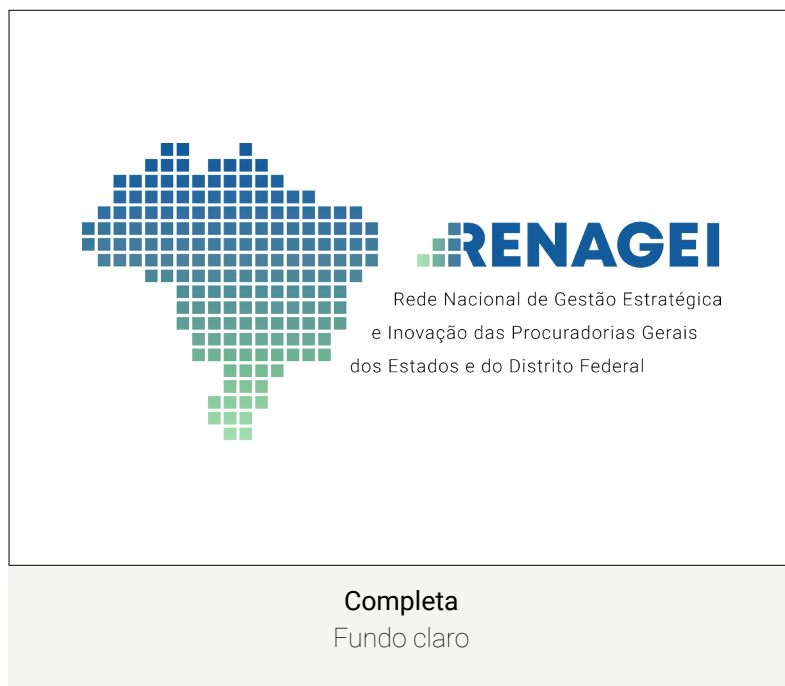 RENAGEI
Rede Nacional de Gestão Estratégica
e Inovação das Procuradorias Gerais
dos Estados e do Distrito Federal
Completa
Fundo claro